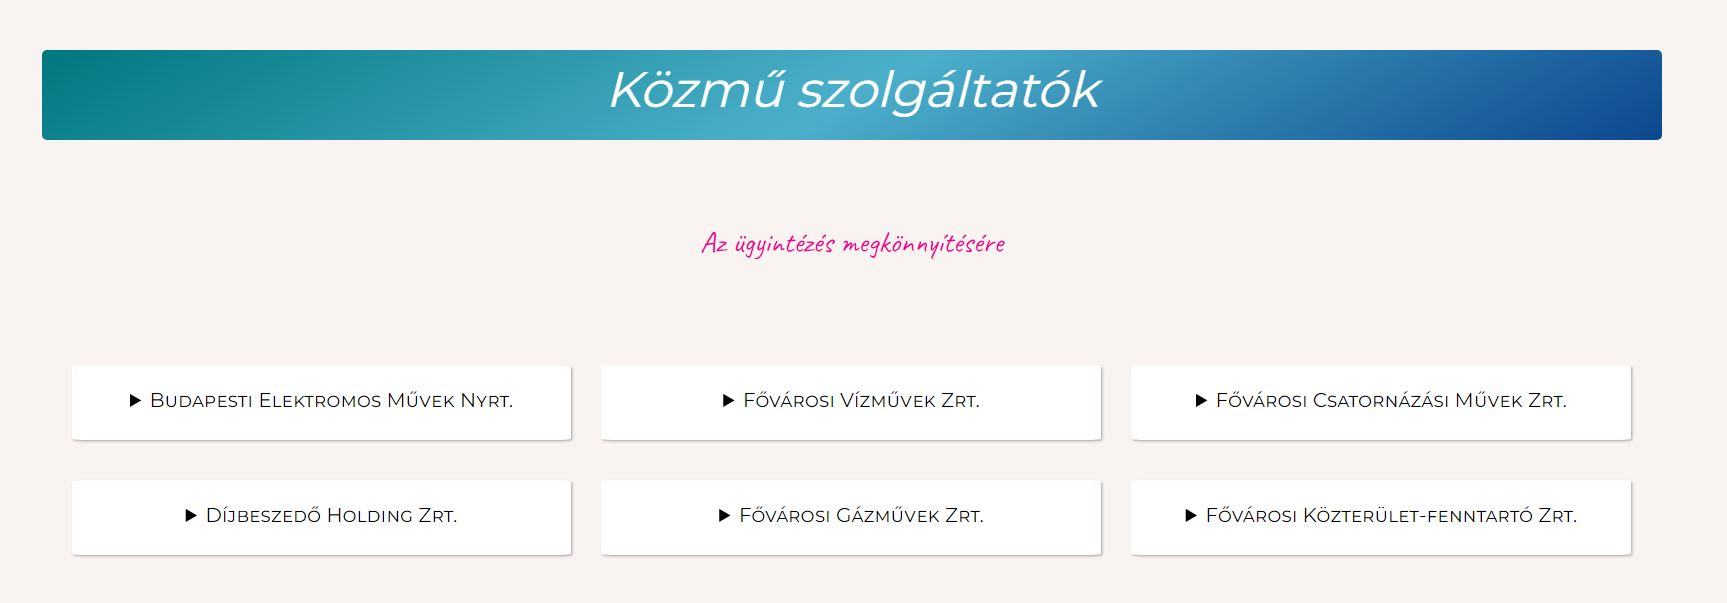 Közmű szolgáltatók
Az ügyintézés megkönnyítésére
▶ Budapesti Elektromos Művek Nyrt.
▶ Fővárosi Vízművek Zrt.
▶ Fővárosi Csatornázási Művek Zrt.
▶ Díjbeszedő Holding Zrt.
▶ Fővárosi Gázművek Zrt.
▶ Fővárosi Közterület-fenntartó Zrt.